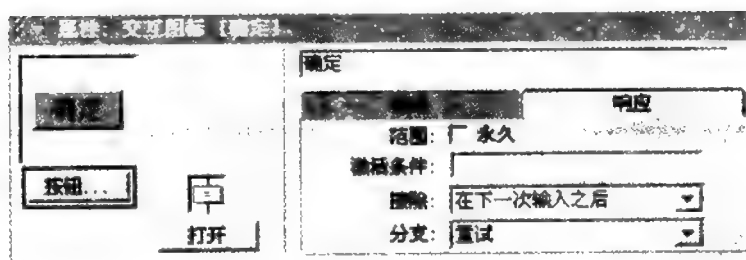 属性：交互图标【确定】
确定
确定
响应
范围：永久
激活条件：
按钮...
擦除：在下一次输入之后
打开
分支：重试